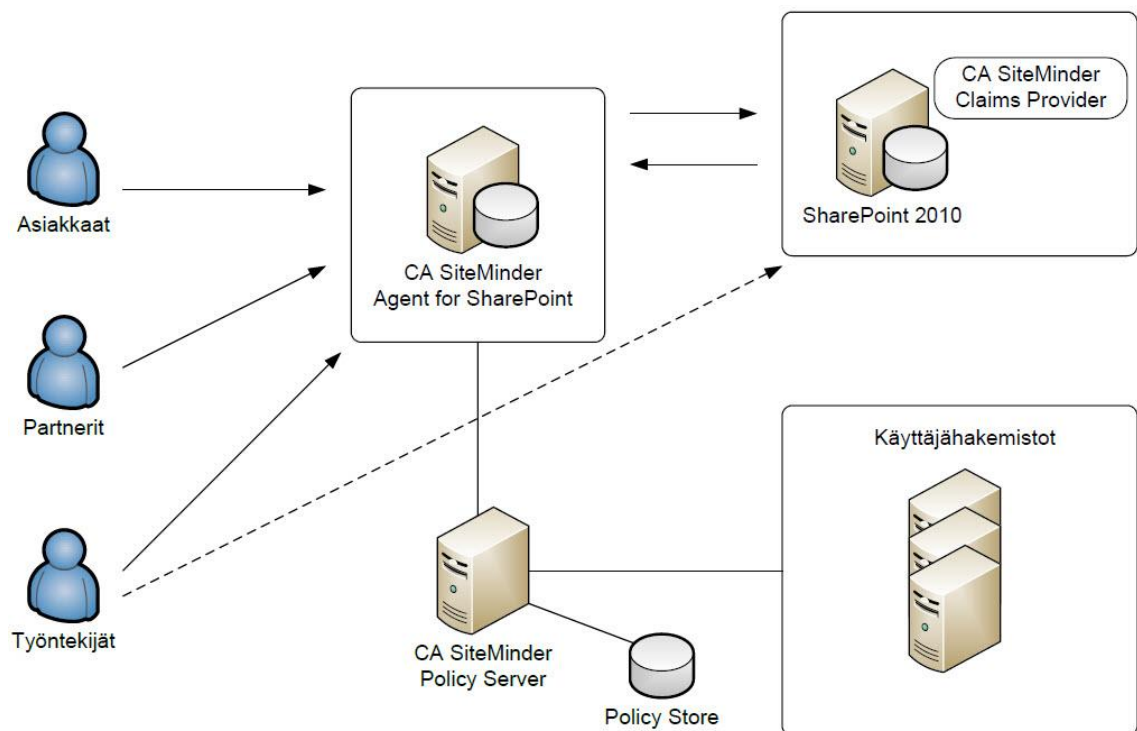 CA SiteMinder
Claims Provider
SharePoint 2010
Asiakkaat
CA SiteMinder
Agent for SharePoint
Partnerit
Käyttäjähakemistot
Työntekijät
CA SiteMinder
Policy Server
Policy Store